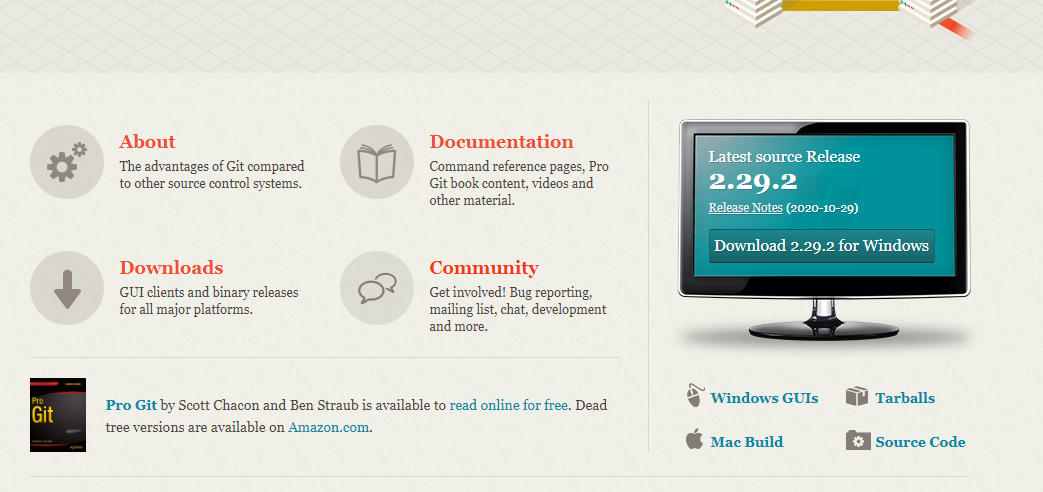 About
The advantages of Git compared
to other source control systems.
Documentation
Command reference pages, Pro
Git book content, videos and
other material.
Downloads
GUI clients and binary releases
for all major platforms.
Community
Get involved! Bug reporting,
mailing list, chat, development
and more.
Pro
Git
Pro Git by Scott Chacon and Ben Straub is available to read online for free. Dead
tree versions are available on Amazon.com.
Latest source Release
2.29.2
Release Notes (2020-10-29)
Download 2.29.2 for Windows
Windows GUIs
Tarballs
Mac Build
Source Code